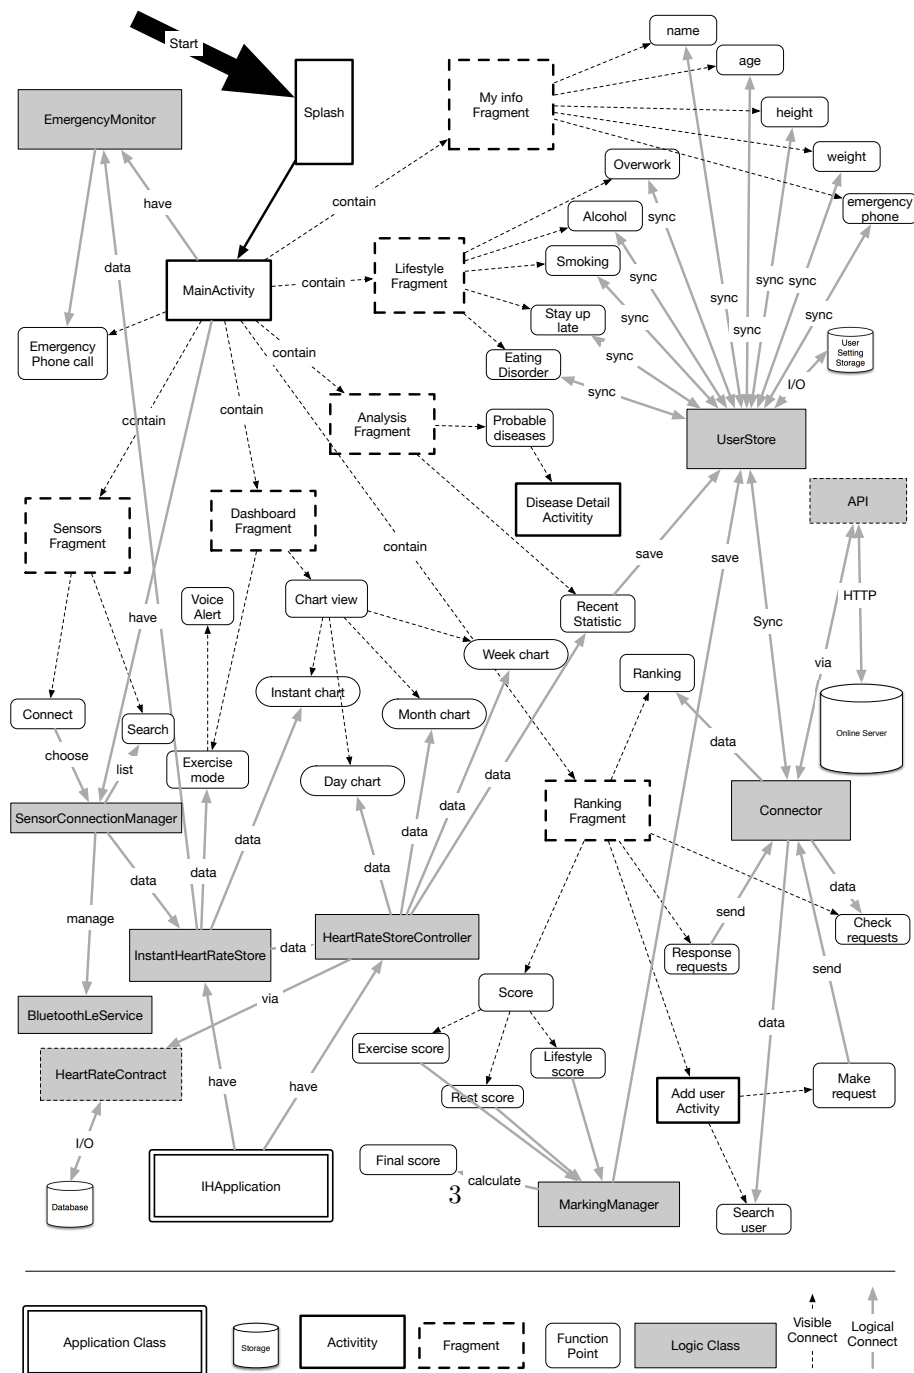 name
Start
age
My info
Fragment
Splash
height
EmergencyMonitor
weight
Overwork
have
contain
emergency
phone
Alcohol
sync
data
Smoking
MainActivity
contain
Lifestyle
Fragment
sync
sync
sync
sync
Stay up
late
sync
sync
sync
Emergency
Phone call
contain
sync
User
Setting
Storage
Eating
Disorder
I/O
sync
contain
contain
Analysis
Fragment
Probable
diseases
UserStore
Disease Detail
Activitity
API
Sensors
Fragment
Dashboard
Fragment
contain
save
save
Voice
Alert
Chart view
HTTP
have
Recent
Statistic
Sync
Week chart
via
Ranking
Instant chart
Connect
Month chart
Search
Online Server
choose
data
list
Exercise
mode
Day chart
data
SensorConnectionManager
Ranking
Fragment
Connector
data
data
data
data
data
data
data
manage
send
Check
requests
InstantHeartRateStore
data
HeartRateStoreController
Response
requests
send
via
Score
BluetoothLeService
data
Exercise score
Lifestyle
score
HeartRateContract
have
have
Rest score
Add user
Activity
Make
request
I/O
Final score
IHApplication
calculate
3
Database
MarkingManager
Search
user
Application Class
Storage
Activitity
Fragment
Function
Point
Logic Class
Visible
Connect
Logical
Connect